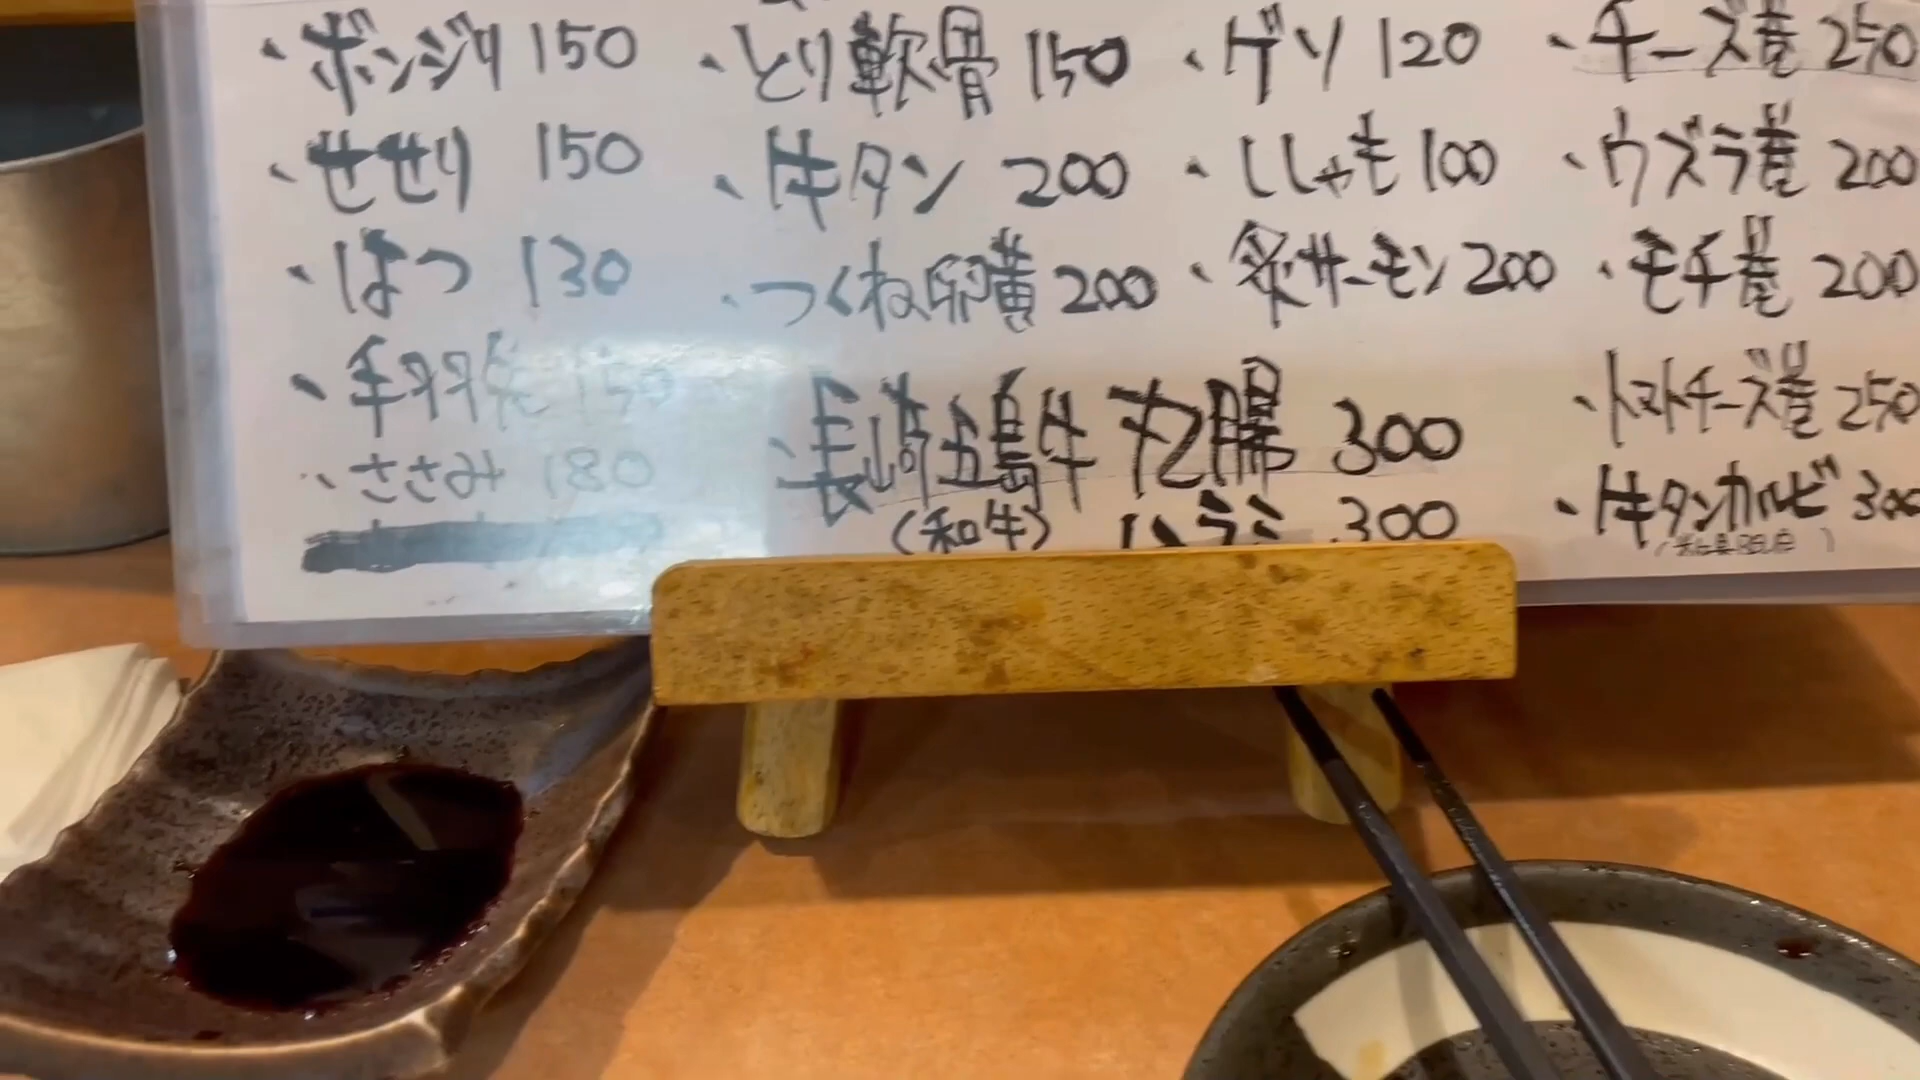 ・ボンジリ 150
・せせり 150
・はつ 130
・手羽先 150
・ささみ 180
・とり軟骨 150
・牛タン 200
・つくね卵黄 200
・長崎五島牛 丸腸 300
(和牛) ハラミ 300
・ゲソ 120
・ししゃも 100
・炙サーモン 200
・チーズ巻 250
・ウズラ巻 200
・モチ巻 200
・トマトチーズ巻 250
・牛タンカルビ 300